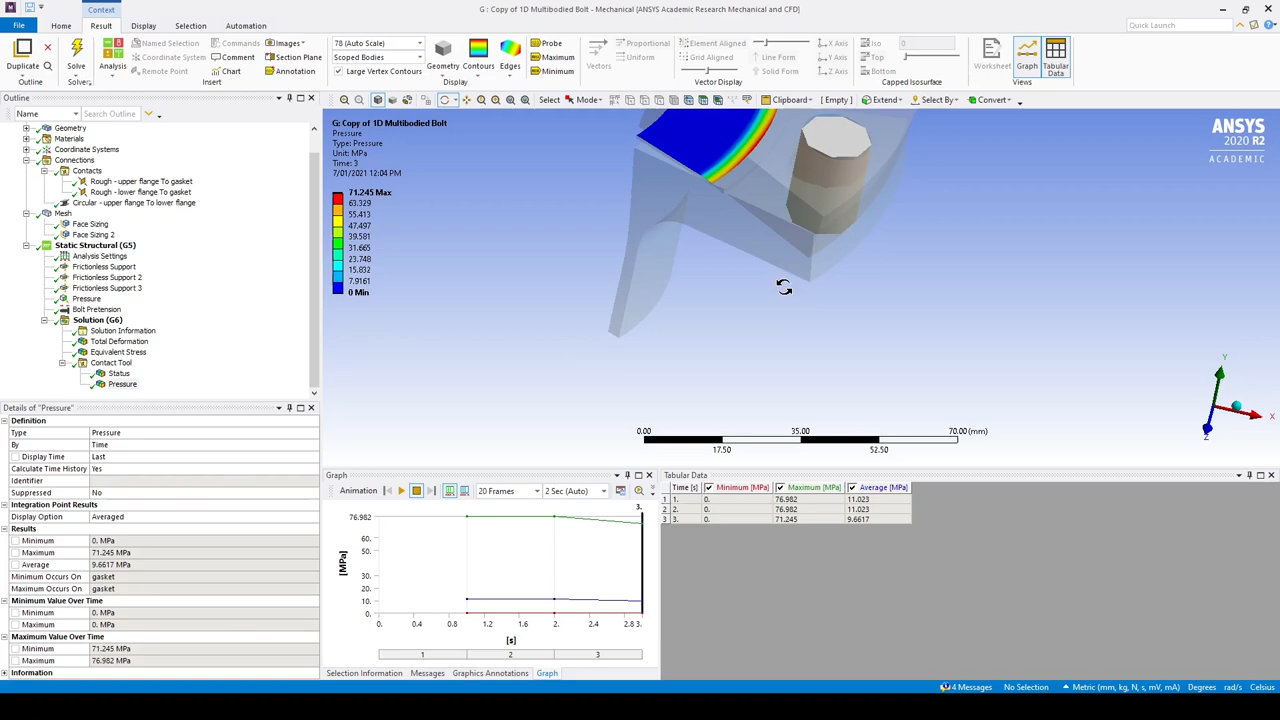 G : Copy of 1D Multibodied Bolt - Mechanical [ANSYS Academic Research Mechanical and CFD]
Context
File Home Result Display Selection Automation
Quick Launch
Duplicate
Outline
Solve
Solver
Analysis
Named Selection
Coordinate System
Remote Point
Commands
Comment
Chart
Images
Section Plane
Annotation
Insert
78 (Auto Scale)
Scoped Bodies
Large Vertex Contours
Geometry
Contours
Edges
Display
Probe
Maximum
Minimum
Vectors
Proportional
Uniform
Element Aligned
Grid Aligned
Line Form
Solid Form
Vector Display
X Axis
Y Axis
Z Axis
Iso
Top
Bottom
0
Capped Isosurface
Worksheet
Graph
Tabular Data
Views
Outline
Name Search Outline
Select Mode Clipboard [ Empty ] Extend Select By Convert
Geometry
Materials
Coordinate Systems
Connections
Contacts
Rough - upper flange To gasket
Rough - lower flange To gasket
Circular - upper flange To lower flange
Mesh
Face Sizing
Face Sizing 2
Static Structural (G5)
Analysis Settings
Frictionless Support
Frictionless Support 2
Frictionless Support 3
Pressure
Bolt Pretension
Solution (G6)
Solution Information
Total Deformation
Equivalent Stress
Contact Tool
Status
Pressure
G: Copy of 1D Multibodied Bolt
Pressure
Type: Pressure
Unit: MPa
Time: 3
7/01/2021 12:04 PM
71.245 Max
63.329
55.413
47.497
39.581
31.665
23.748
15.832
7.9161
0 Min
ANSYS
2020 R2
ACADEMIC
Y
X
Z
0.00 35.00 70.00 (mm)
17.50 52.50
Details of "Pressure"
Definition
Type Pressure
By Time
Display Time Last
Calculate Time History Yes
Identifier
Suppressed No
Integration Point Results
Display Option Averaged
Results
Minimum 0. MPa
Maximum 71.245 MPa
Average 9.6617 MPa
Minimum Occurs On gasket
Maximum Occurs On gasket
Minimum Value Over Time
Minimum 0. MPa
Maximum 0. MPa
Maximum Value Over Time
Minimum 71.245 MPa
Maximum 76.982 MPa
Information
Graph
Animation 20 Frames 2 Sec (Auto)
3.
76.982
60.
50.
30.
20.
10.
0.
[MPa]
0. 0.4 0.8 1.2 1.6 2. 2.4 2.8 3.
[s]
1 2 3
Selection Information Messages Graphics Annotations Graph
Tabular Data
Time [s] Minimum [MPa] Maximum [MPa] Average [MPa]
1 1. 0. 76.982 11.023
2 2. 0. 76.982 11.023
3 3. 0. 71.245 9.6617
4 Messages No Selection Metric (mm, kg, N, s, mV, mA) Degrees rad/s Celsius